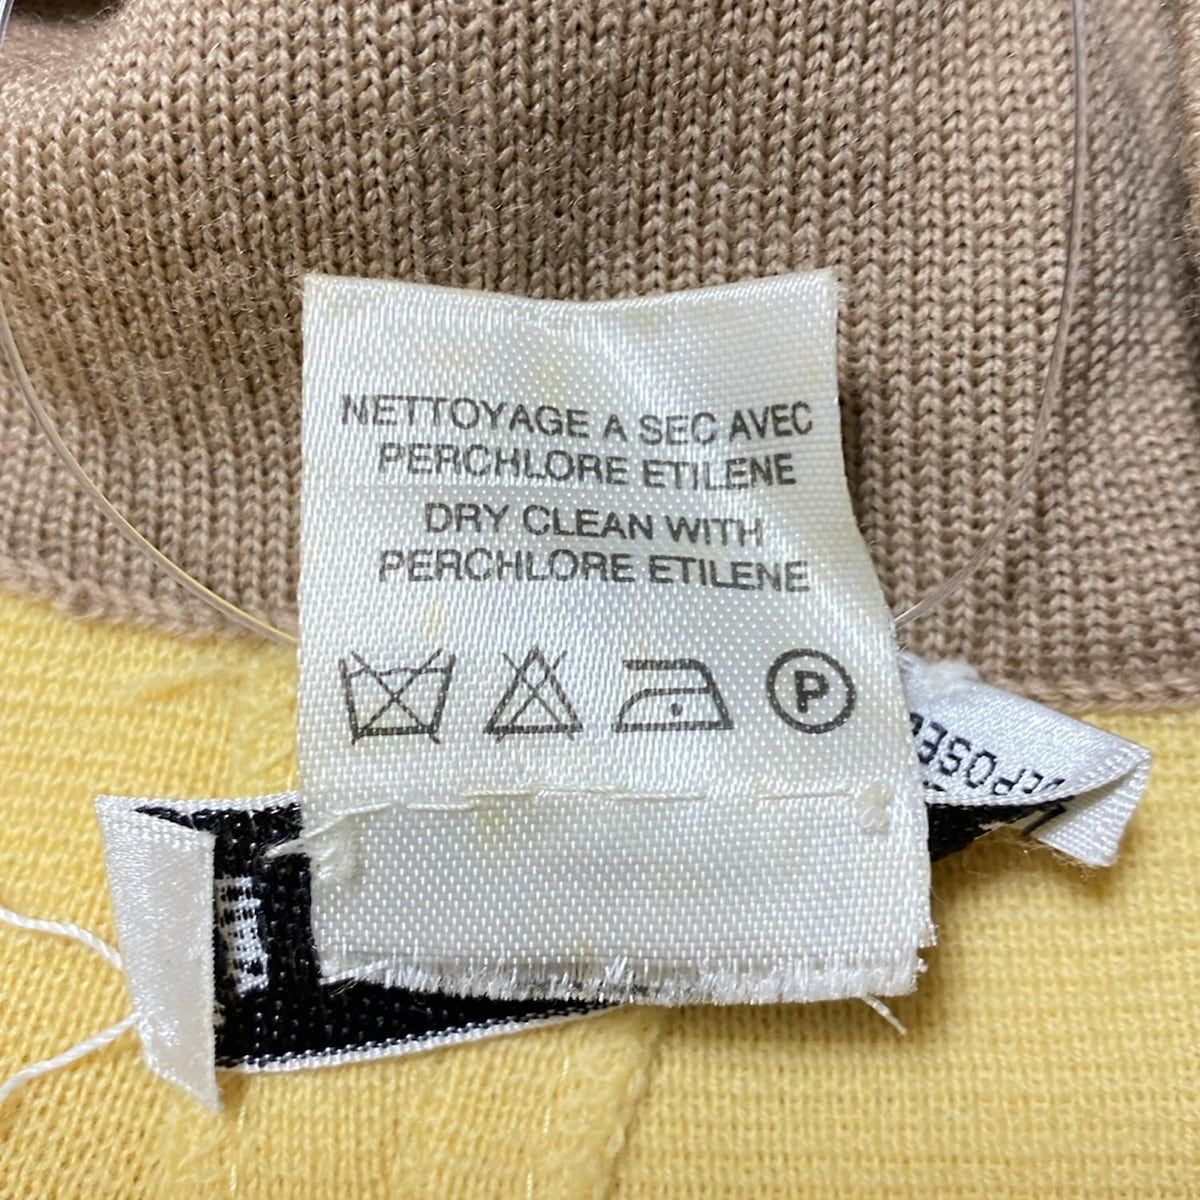 NETTOYAGE A SEC AVEC
PERCHLORE ETILENE
DRY CLEAN WITH
PERCHLORE ETILENE
P